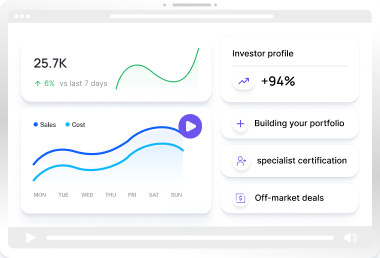 25.7K
6% vs last 7 days
Sales Cost
MON TUE WED THU FRI SAT SUN
Investor profile
+94%
Building your portfolio
specialist certification
Off-market deals